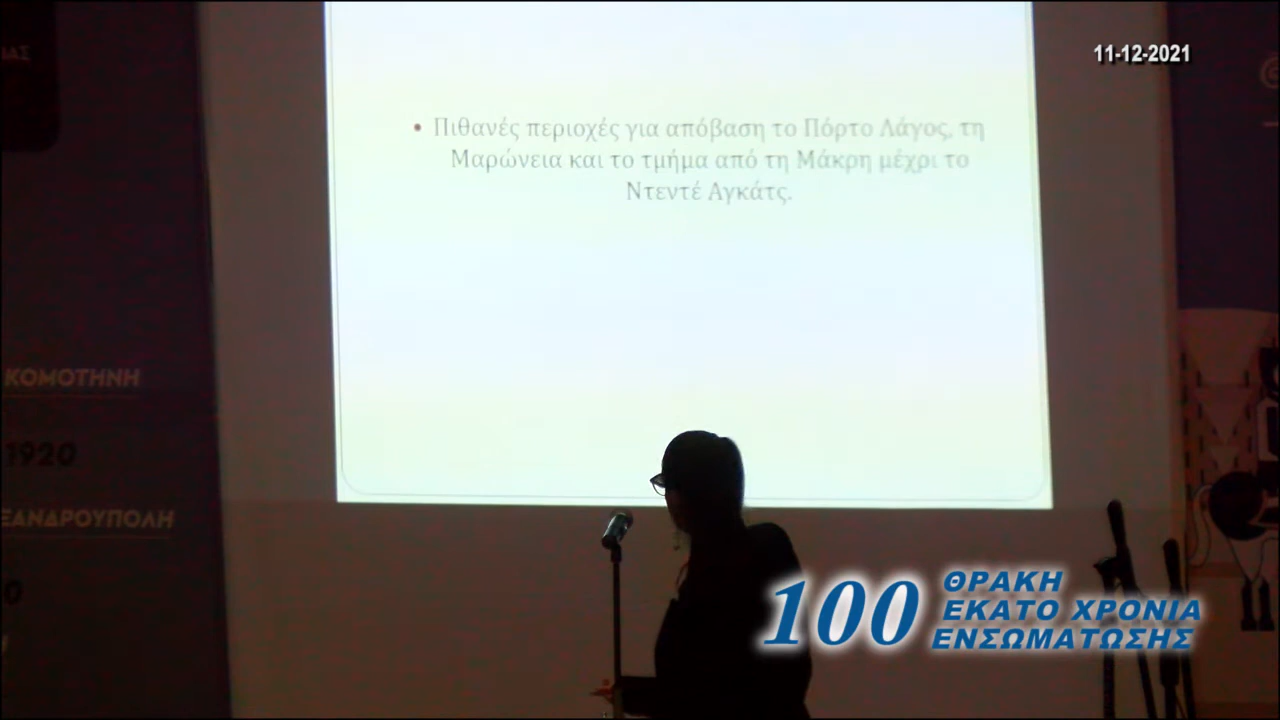 11-12-2021
• Πιθανές περιοχές για απόβαση το Πόρτο Λάγος, τη
Μαρώνεια και το τμήμα από τη Μάκρη μέχρι το
Ντεντέ Αγκάτς.
ΚΟΜΟΤΗΝΗ
1920
ΞΑΝΔΡΟΥΠΟΛΗ
0
100 ΘΡΑΚΗ
ΕΚΑΤΟ ΧΡΟΝΙΑ
ΕΝΣΩΜΑΤΩΣΗΣ